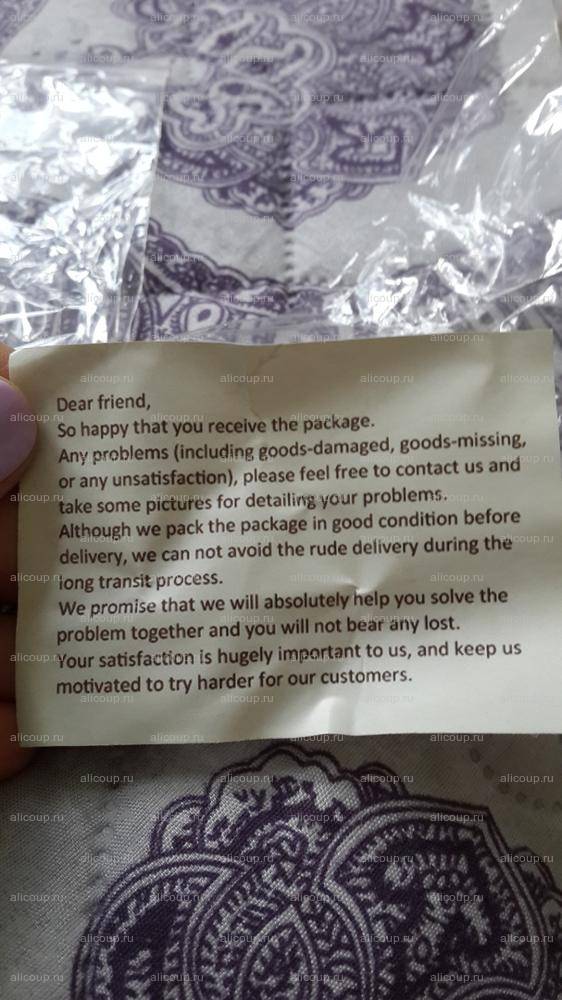 Dear friend,
So happy that you receive the package.
Any problems (including goods-damaged, goods-missing,
or any unsatisfaction), please feel free to contact us and
take some pictures for detailing your problems.
Although we pack the package in good condition before
delivery, we can not avoid the rude delivery during the
long transit process.
We promise that we will absolutely help you solve the
problem together and you will not bear any lost.
Your satisfaction is hugely important to us, and keep us
motivated to try harder for our customers.
alicoup.ru